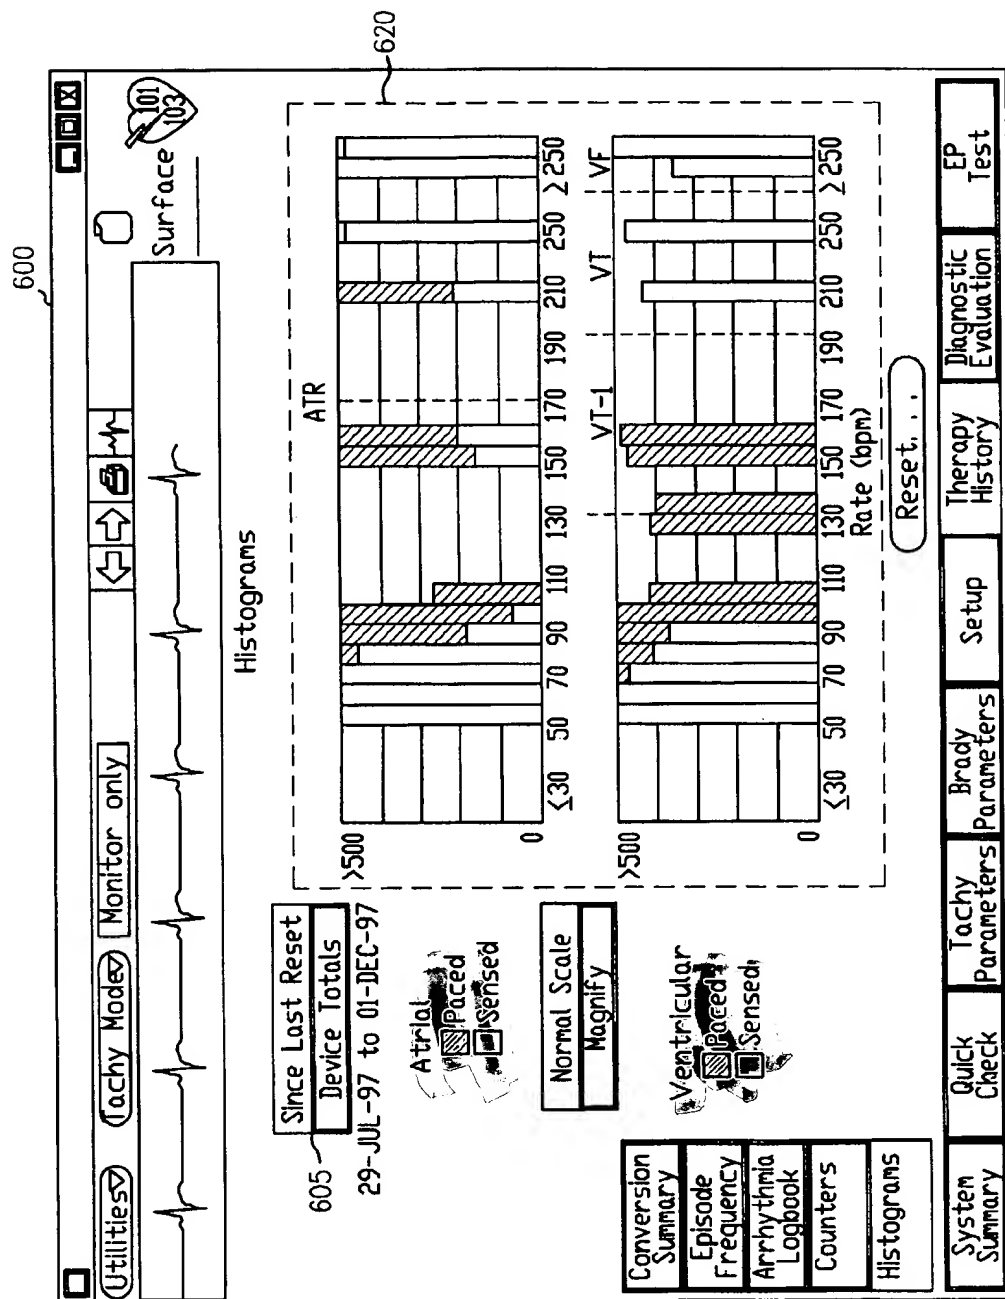 600
Utilities
Tachy Mode
Monitor only
101
103
Surface
Histograms
Since Last Reset
605
Device Totals
29-JUL-97 to 01-DEC-97
620
Atrial
Paced
Sensed
ATR
>500
0
≤30 50 70 90 110 130 150 170 190 210 250 ≥250
Normal Scale
Magnify
Ventricular
Paced
Sensed
VT-1 VT VF
>500
0
≤30 50 70 90 110 130 150 170 190 210 250 ≥250
Rate (bpm)
Reset...
Conversion
Summary
Episode
Frequency
Arrhythmia
Logbook
Counters
Histograms
System
Summary
Quick
Check
Tachy
Parameters
Brady
Parameters
Setup
Therapy
History
Diagnostic
Evaluation
EP
Test